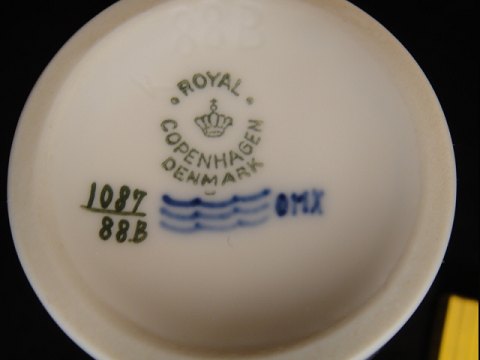 ROYAL
COPENHAGEN
DENMARK
1087
88B
OMX